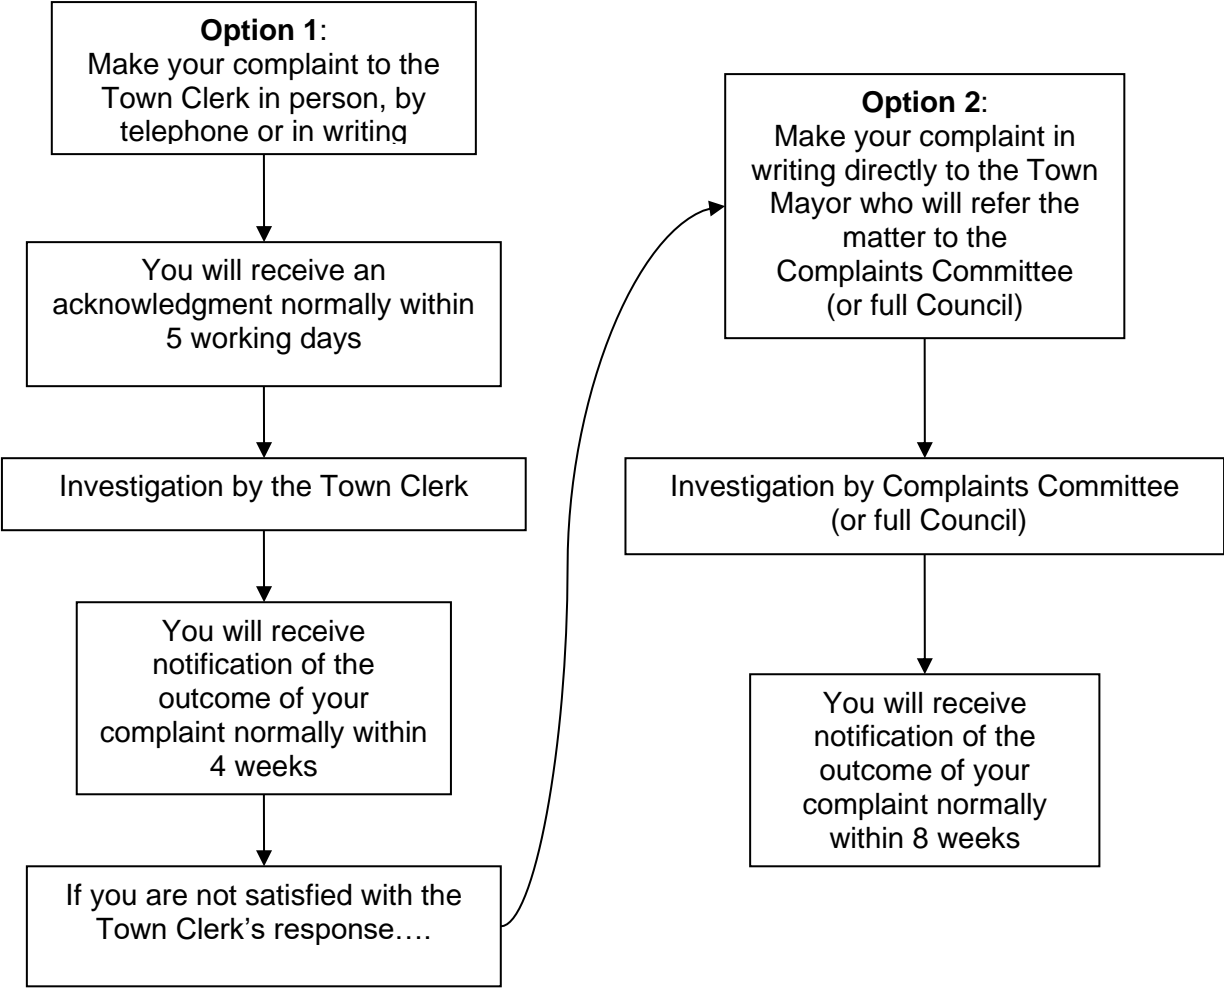 Option 1:
Make your complaint to the
Town Clerk in person, by
telephone or in writing
You will receive an
acknowledgment normally within
5 working days
Investigation by the Town Clerk
You will receive
notification of the
outcome of your
complaint normally within
4 weeks
If you are not satisfied with the
Town Clerk’s response….
Option 2:
Make your complaint in
writing directly to the Town
Mayor who will refer the
matter to the
Complaints Committee
(or full Council)
Investigation by Complaints Committee
(or full Council)
You will receive
notification of the
outcome of your
complaint normally
within 8 weeks